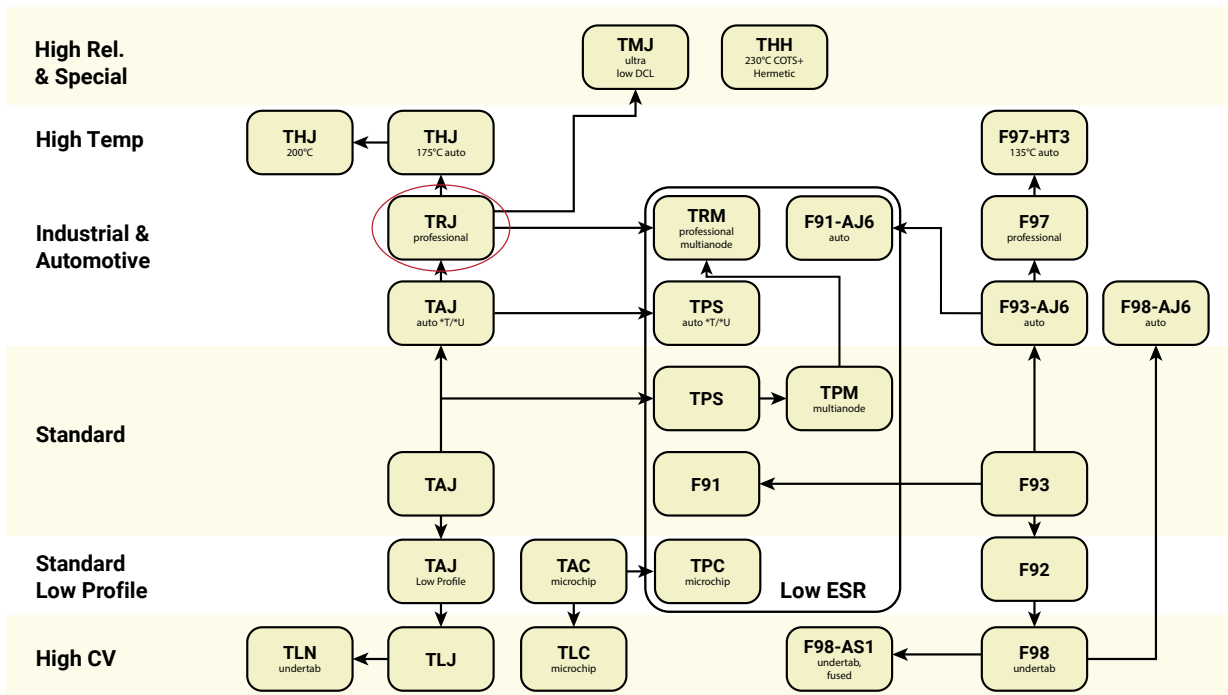 High Rel.
& Special
TMJ
ultra
low DCL
THH
230°C COTS+
Hermetic
High Temp
THJ
200°C
THJ
175°C auto
F97-HT3
135°C auto
Industrial &
Automotive
TRJ
professional
TRM
professional
multianode
F91-AJ6
auto
F97
professional
TAJ
auto *T/*U
TPS
auto *T/*U
F93-AJ6
auto
F98-AJ6
auto
Standard
TPS
TPM
multianode
TAJ
F91
F93
Standard
Low Profile
TAJ
Low Profile
TAC
microchip
TPC
microchip
Low ESR
F92
High CV
TLN
undertab
TLJ
TLC
microchip
F98-AS1
undertab,
fused
F98
undertab